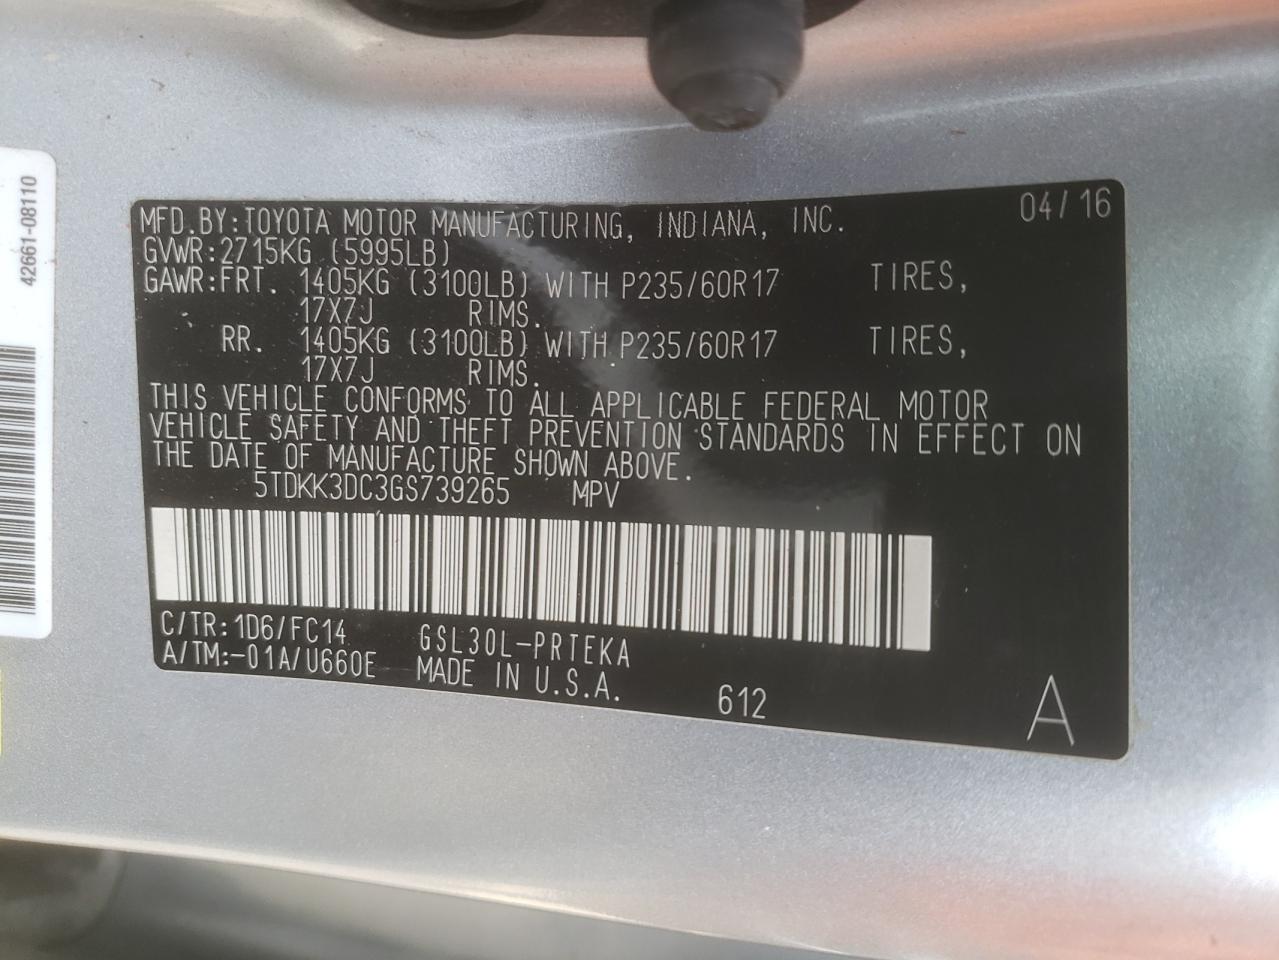 42661-08110
MFD.BY:TOYOTA MOTOR MANUFACTURING, INDIANA, INC. 04/16
GVWR:2715KG (5995LB)
GAWR:FRT. 1405KG (3100LB) WITH P235/60R17 TIRES,
17X7J RIMS.
RR. 1405KG (3100LB) WITH P235/60R17 TIRES,
17X7J RIMS.
THIS VEHICLE CONFORMS TO ALL APPLICABLE FEDERAL MOTOR
VEHICLE SAFETY AND THEFT PREVENTION STANDARDS IN EFFECT ON
THE DATE OF MANUFACTURE SHOWN ABOVE.
5TDKK3DC3GS739265 MPV
C/TR:1D6/FC14 GSL30L-PRTEKA
A/TM:-01A/U660E MADE IN U.S.A. 612 A